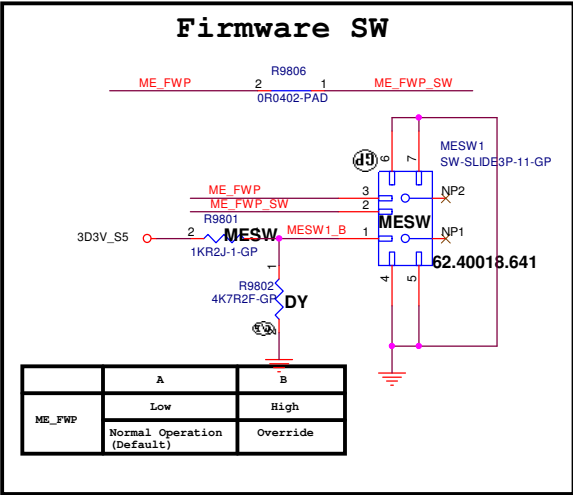 Firmware SW
R9806
ME_FWP 2 1 ME_FWP_SW
0R0402-PAD
MESW1
SW-SLIDE3P-11-GP
GP 6 7
ME_FWP 3 NP2
ME_FWP_SW 2
R9801 MESW
3D3V_S5 2 MESW MESW1_B 1 NP1
1KR2J-1-GP
62.40018.641
1 4 5
R9802
4K7R2F-GP DY
A B
ME_FWP Low High
Normal Operation Override
(Default)